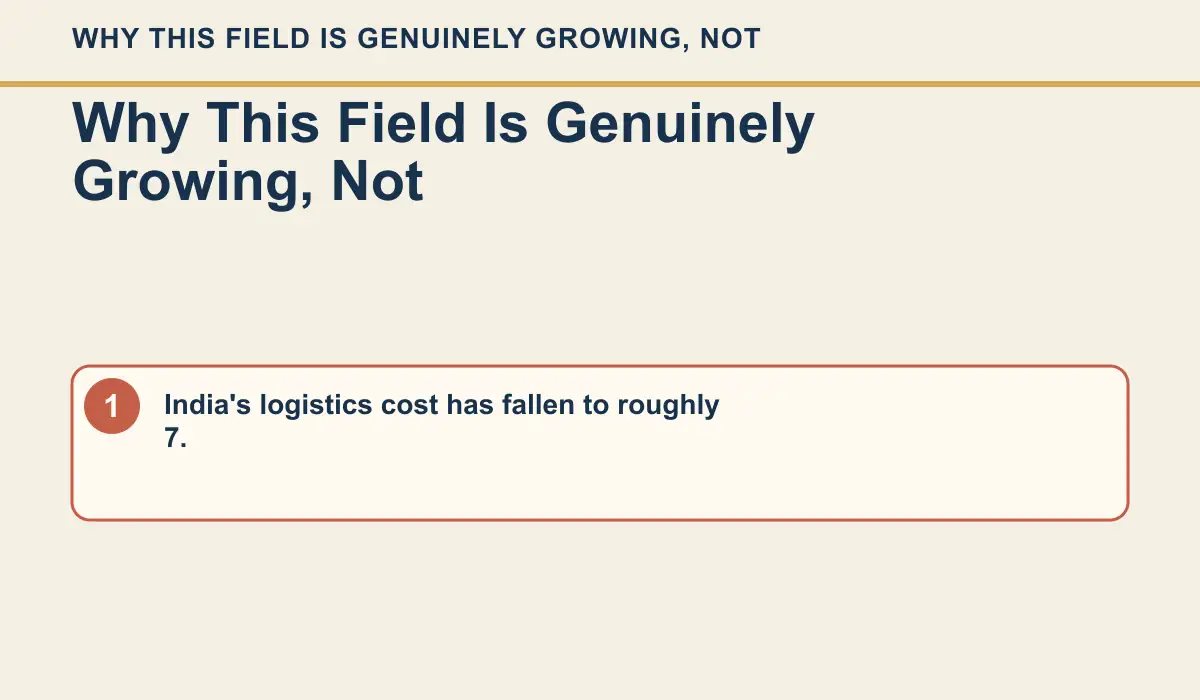 WHY THIS FIELD IS GENUINELY GROWING, NOT
Why This Field Is Genuinely
Growing, Not
1
India's logistics cost has fallen to roughly
7.